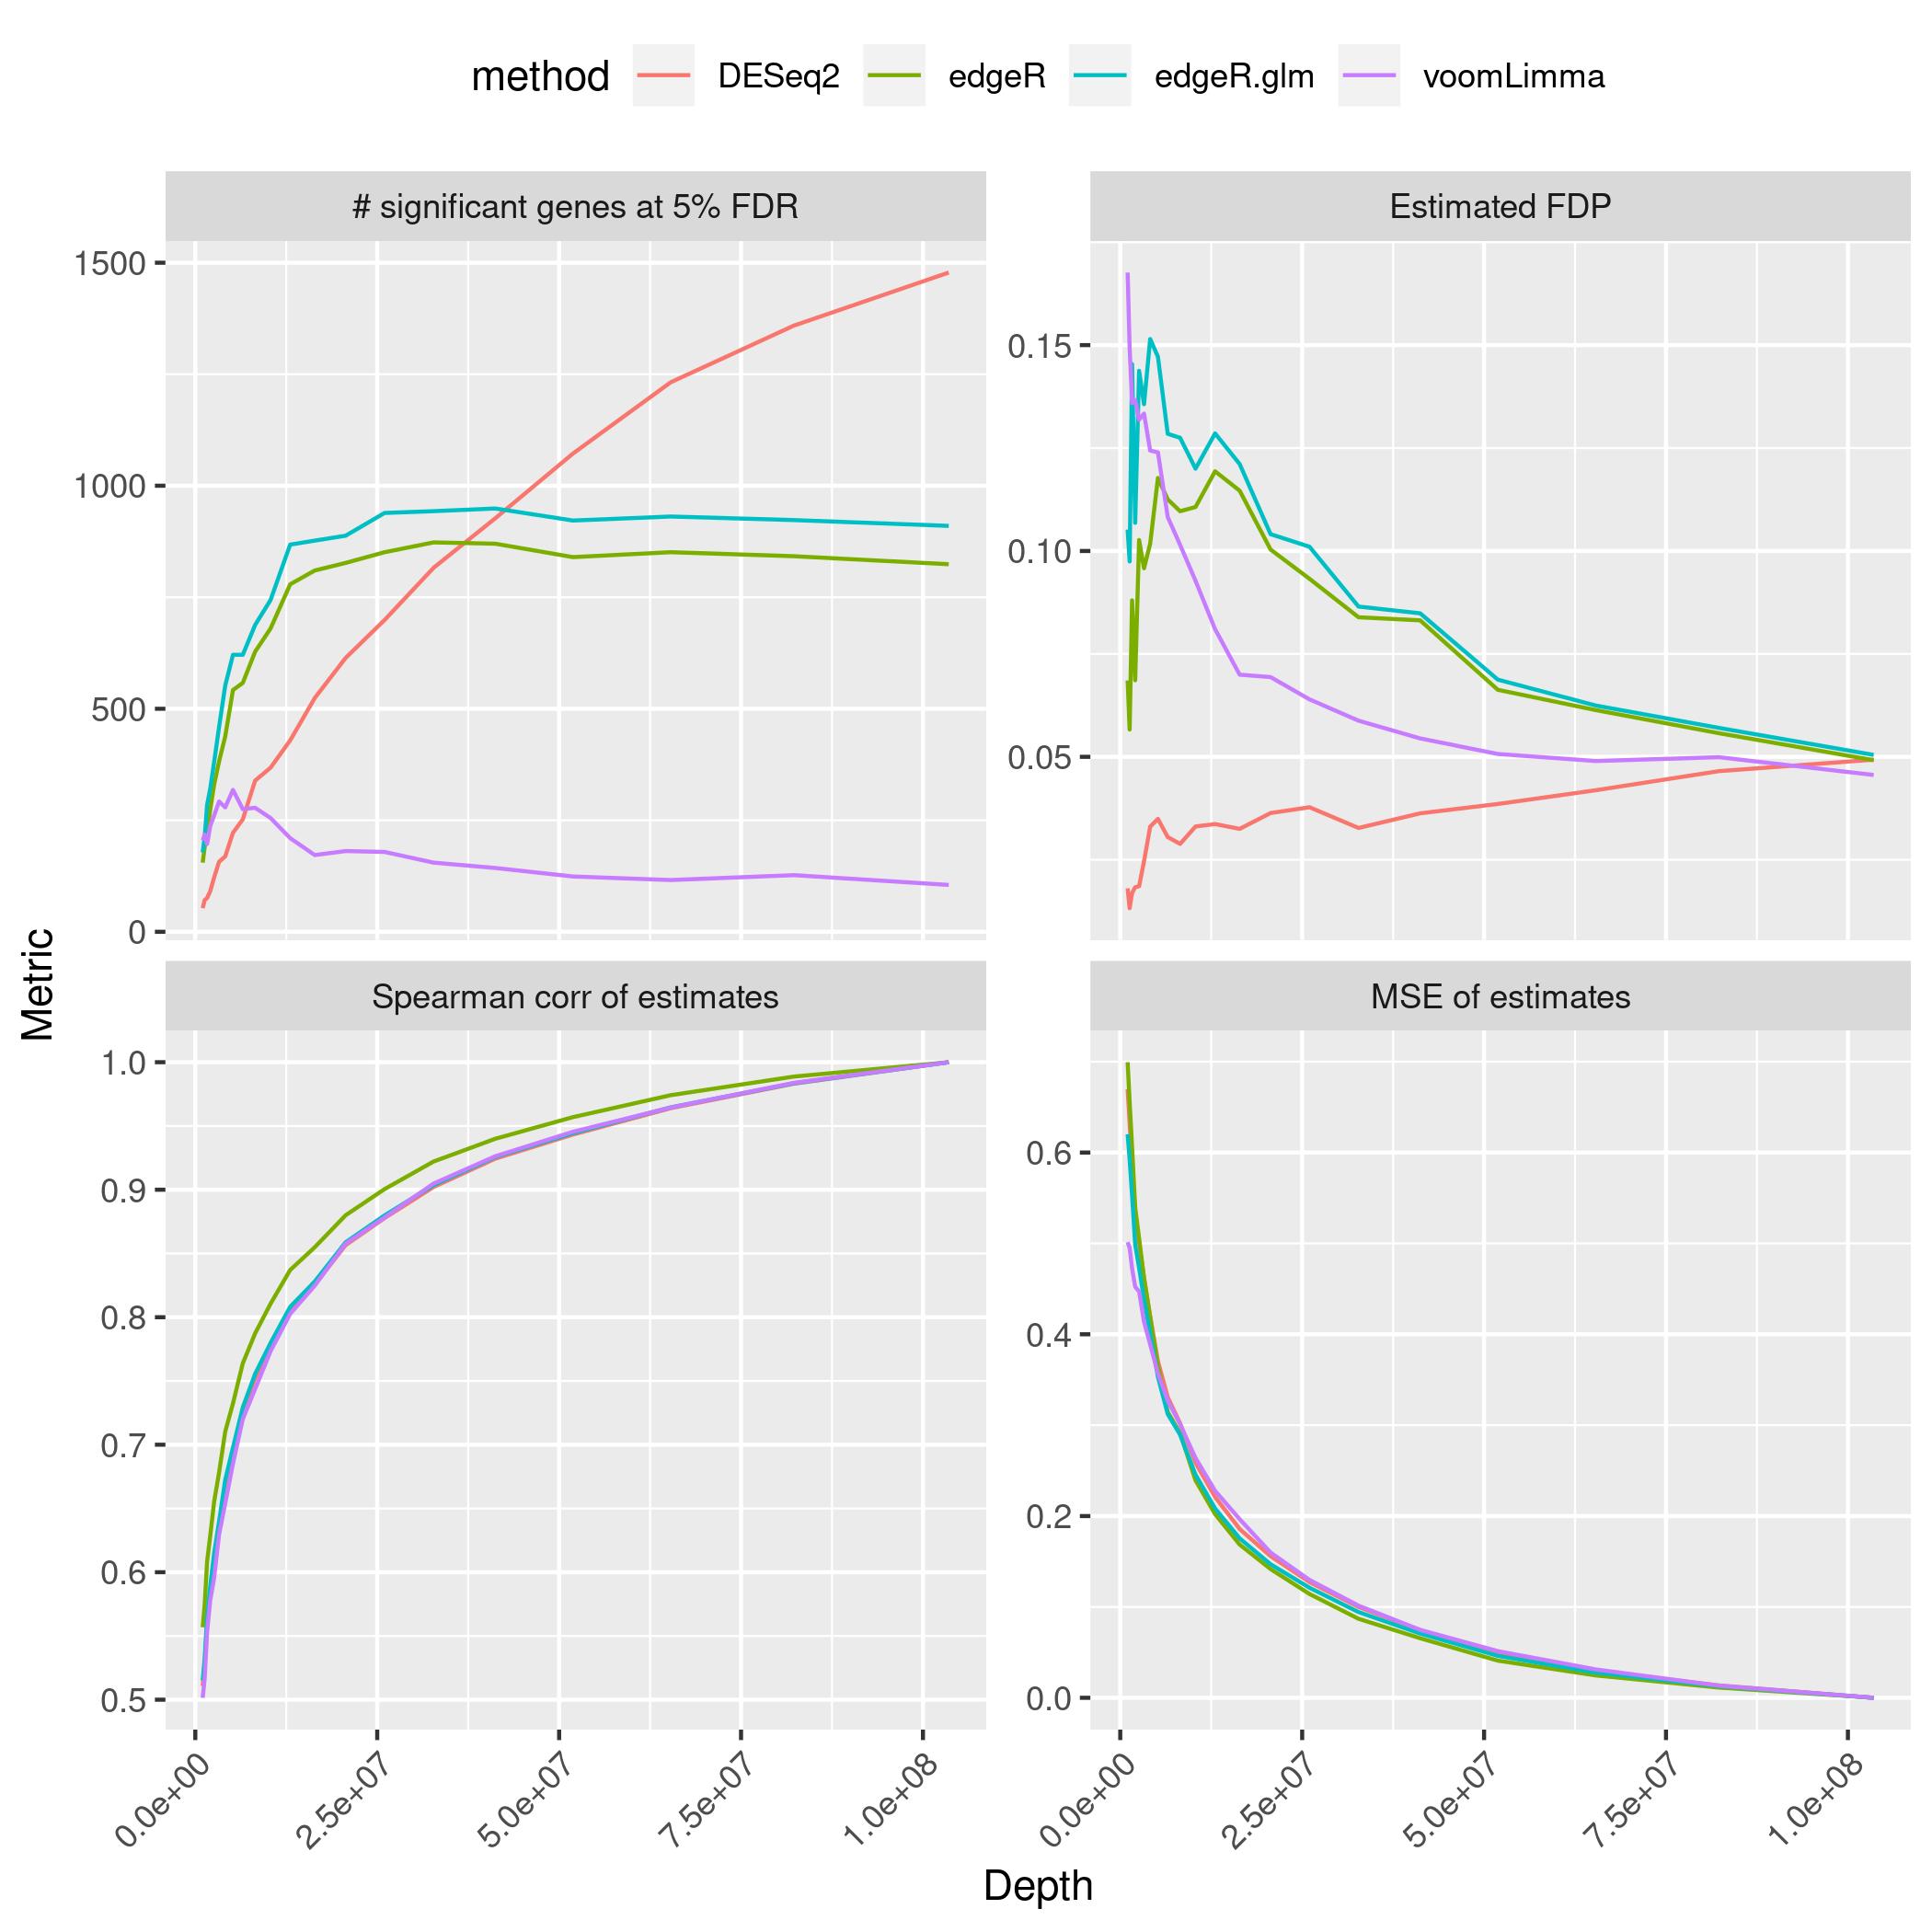 method DESeq2 edgeR edgeR.glm voomLimma
# significant genes at 5% FDR
1500
1000
500
0
Estimated FDP
0.15
0.10
0.05
Metric
Spearman corr of estimates
1.0
0.9
0.8
0.7
0.6
0.5
0.0e+00 2.5e+07 5.0e+07 7.5e+07 1.0e+08
MSE of estimates
0.6
0.4
0.2
0.0
0.0e+00 2.5e+07 5.0e+07 7.5e+07 1.0e+08
Depth